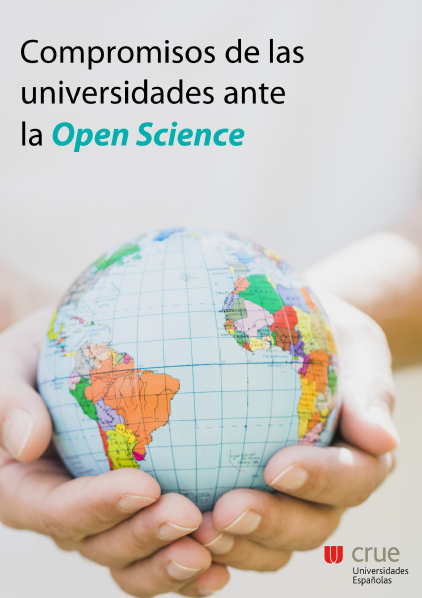 Compromisos de las
universidades ante
la Open Science
crue
Universidades
Españolas